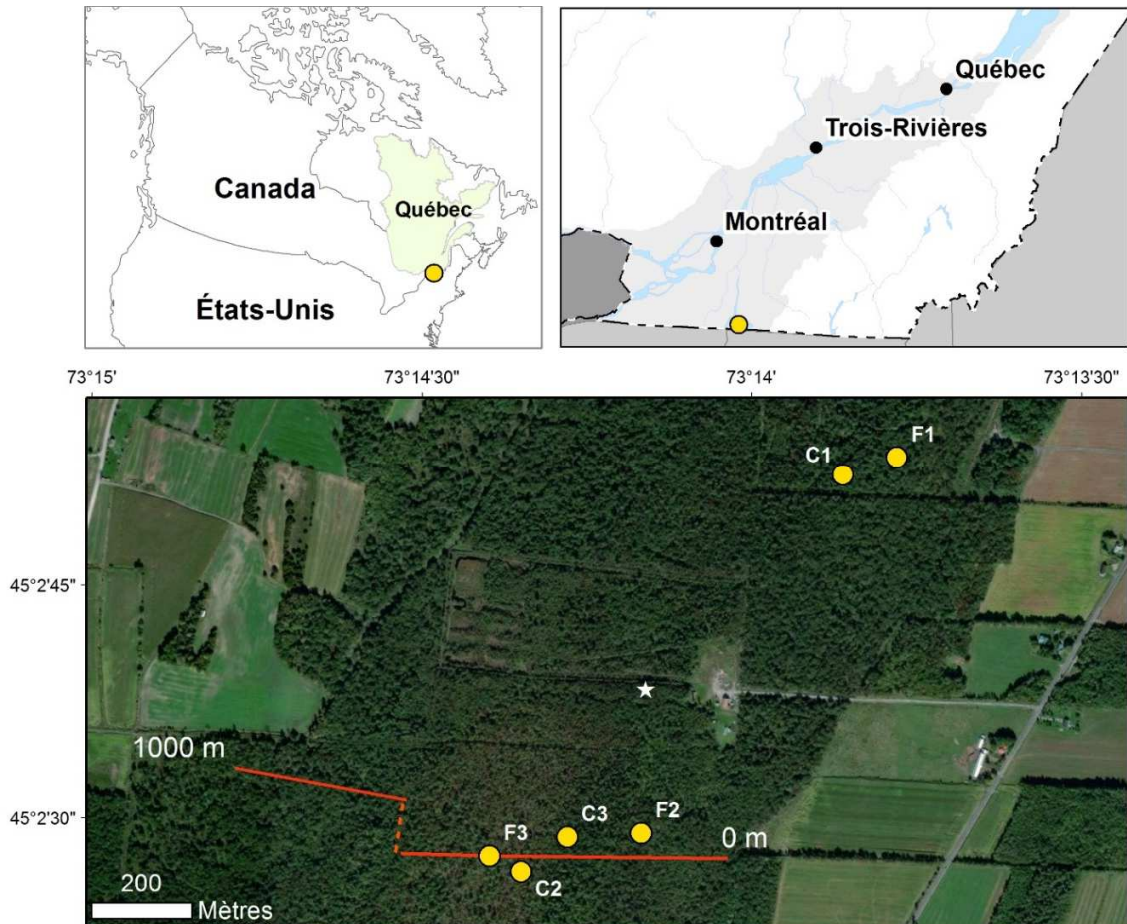 Canada
Québec
États-Unis
Québec
Trois-Rivières
Montréal
73°15'
73°14'30"
73°14'
73°13'30"
F1
C1
45°2'45"
1000 m
45°2'30"
F3
C3
F2
0 m
C2
200
Mètres